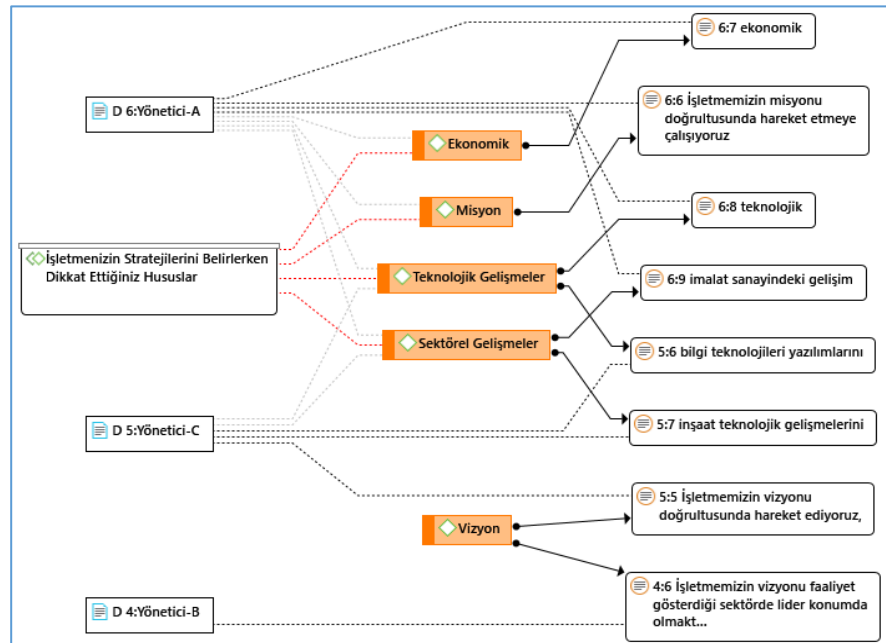 D 6:Yönetici-A
İşletmenizin Stratejilerini Belirlerken
Dikkat Ettiğiniz Hususlar
D 5:Yönetici-C
D 4:Yönetici-B
Ekonomik
Misyon
Teknolojik Gelişmeler
Sektörel Gelişmeler
Vizyon
6:7 ekonomik
6:6 İşletmemizin misyonu
doğrultusunda hareket etmeye
çalışıyoruz
6:8 teknolojik
6:9 imalat sanayindeki gelişim
5:6 bilgi teknolojileri yazılımlarını
5:7 inşaat teknolojik gelişmelerini
5:5 İşletmemizin vizyonu
doğrultusunda hareket ediyoruz,
4:6 İşletmemizin vizyonu faaliyet
gösterdiği sektörde lider konumda
olmakt...